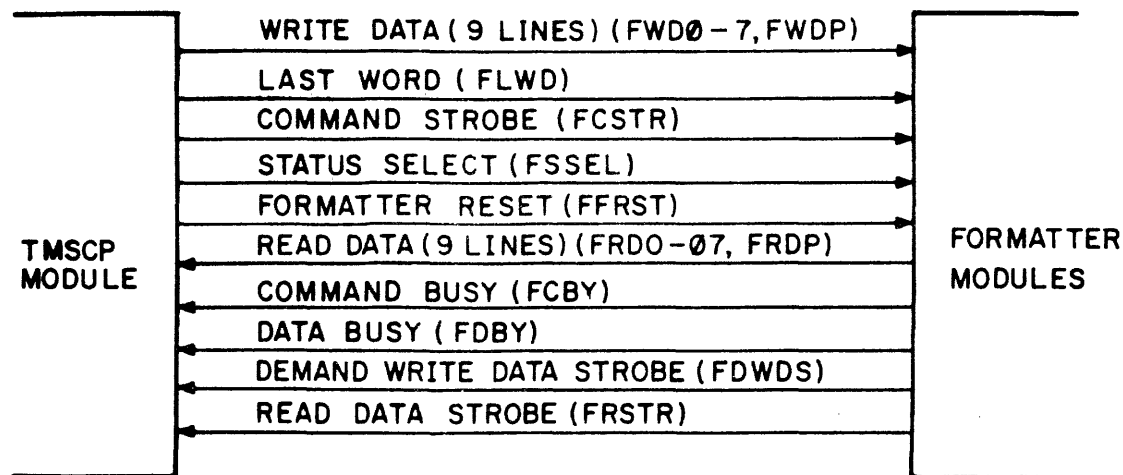 WRITE DATA (9 LINES) (FWDØ-7, FWDP)
LAST WORD (FLWD)
COMMAND STROBE (FCSTR)
STATUS SELECT (FSSEL)
FORMATTER RESET (FFRST)
READ DATA (9 LINES) (FRDO-Ø7, FRDP)
COMMAND BUSY (FCBY)
DATA BUSY (FDBY)
DEMAND WRITE DATA STROBE (FDWDS)
READ DATA STROBE (FRSTR)
TMSCP
MODULE
FORMATTER
MODULES